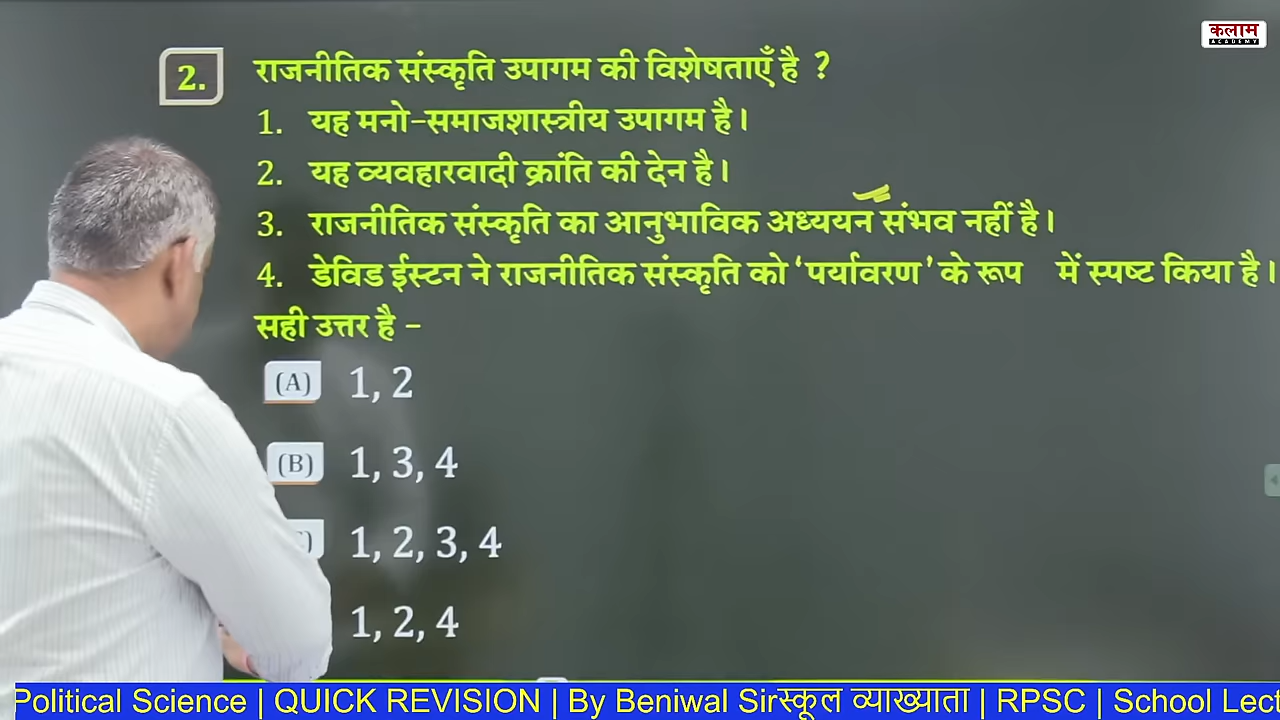 कलाम
ACADEMY
2. राजनीतिक संस्कृति उपागम की विशेषताएँ है ?
1. यह मनो-समाजशास्त्रीय उपागम है।
2. यह व्यवहारवादी क्रांति की देन है।
3. राजनीतिक संस्कृति का आनुभाविक अध्ययन संभव नहीं है।
4. डेविड ईस्टन ने राजनीतिक संस्कृति को ‘पर्यावरण’ के रूप में स्पष्ट किया है।
सही उत्तर है -
(A) 1, 2
(B) 1, 3, 4
1, 2, 3, 4
1, 2, 4
Political Science | QUICK REVISION | By Beniwal Sirस्कूल व्याख्याता | RPSC | School Lect